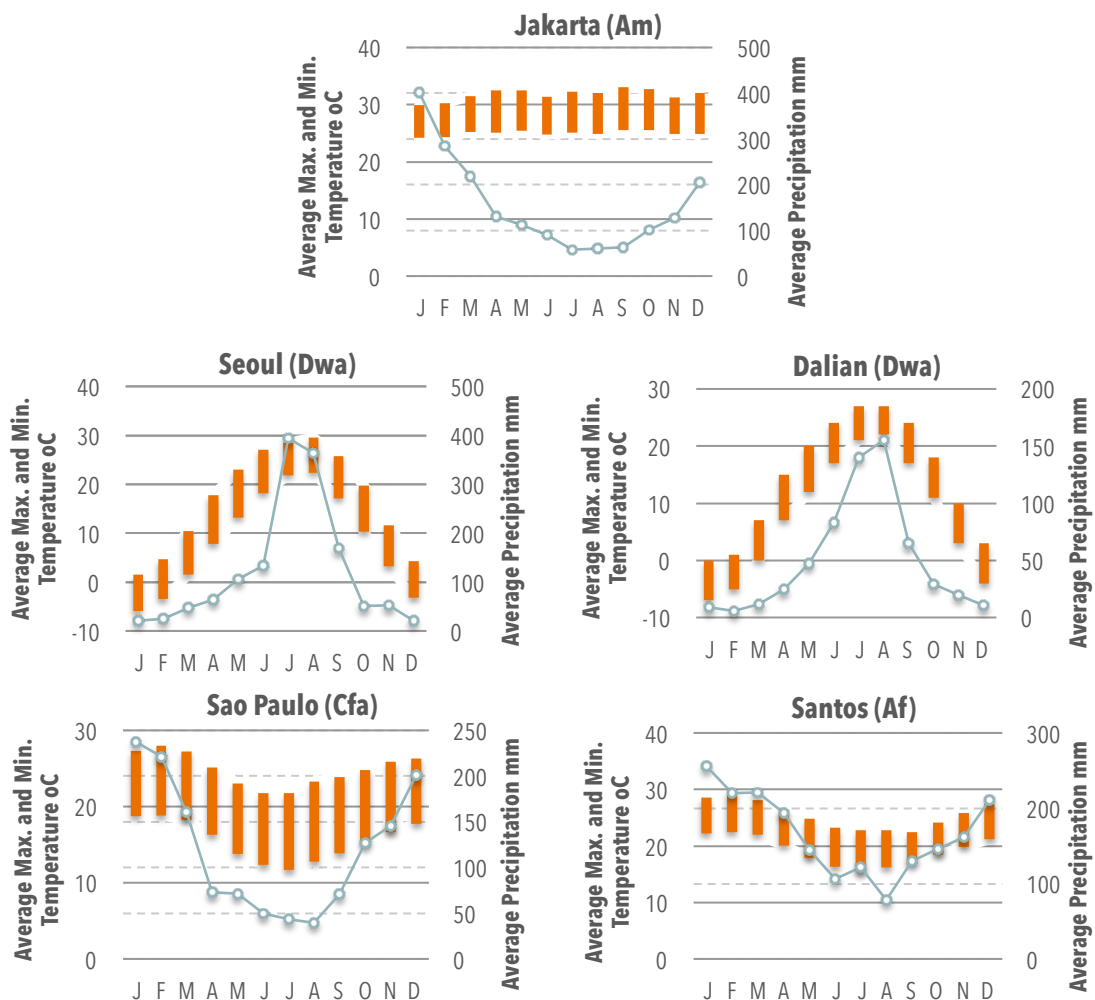 Jakarta (Am)
Average Max. and Min.
Temperature oC
40
30
20
10
0
500
400
300
200
100
0
Average Precipitation mm
J F M A M J J A S O N D
Seoul (Dwa)
Average Max. and Min.
Temperature oC
40
30
20
10
0
-10
500
400
300
200
100
0
Average Precipitation mm
J F M A M J J A S O N D
Dalian (Dwa)
Average Max. and Min.
Temperature oC
30
20
10
0
-10
200
150
100
50
0
Average Precipitation mm
J F M A M J J A S O N D
Sao Paulo (Cfa)
Average Max. and Min.
Temperature oC
30
20
10
0
250
200
150
100
50
0
Average Precipitation mm
J F M A M J J A S O N D
Santos (Af)
Average Max. and Min.
Temperature oC
40
30
20
10
0
300
200
100
0
Average Precipitation mm
J F M A M J J A S O N D